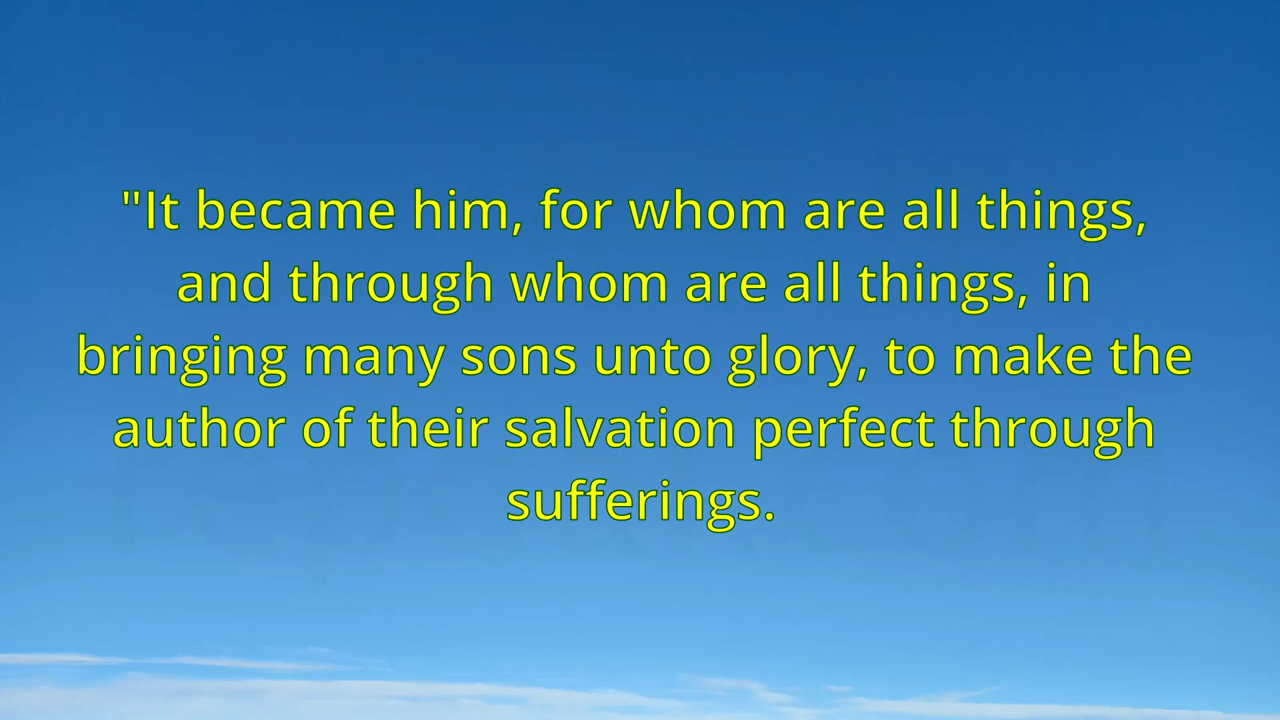 "It became him, for whom are all things,
and through whom are all things, in
bringing many sons unto glory, to make the
author of their salvation perfect through
sufferings.